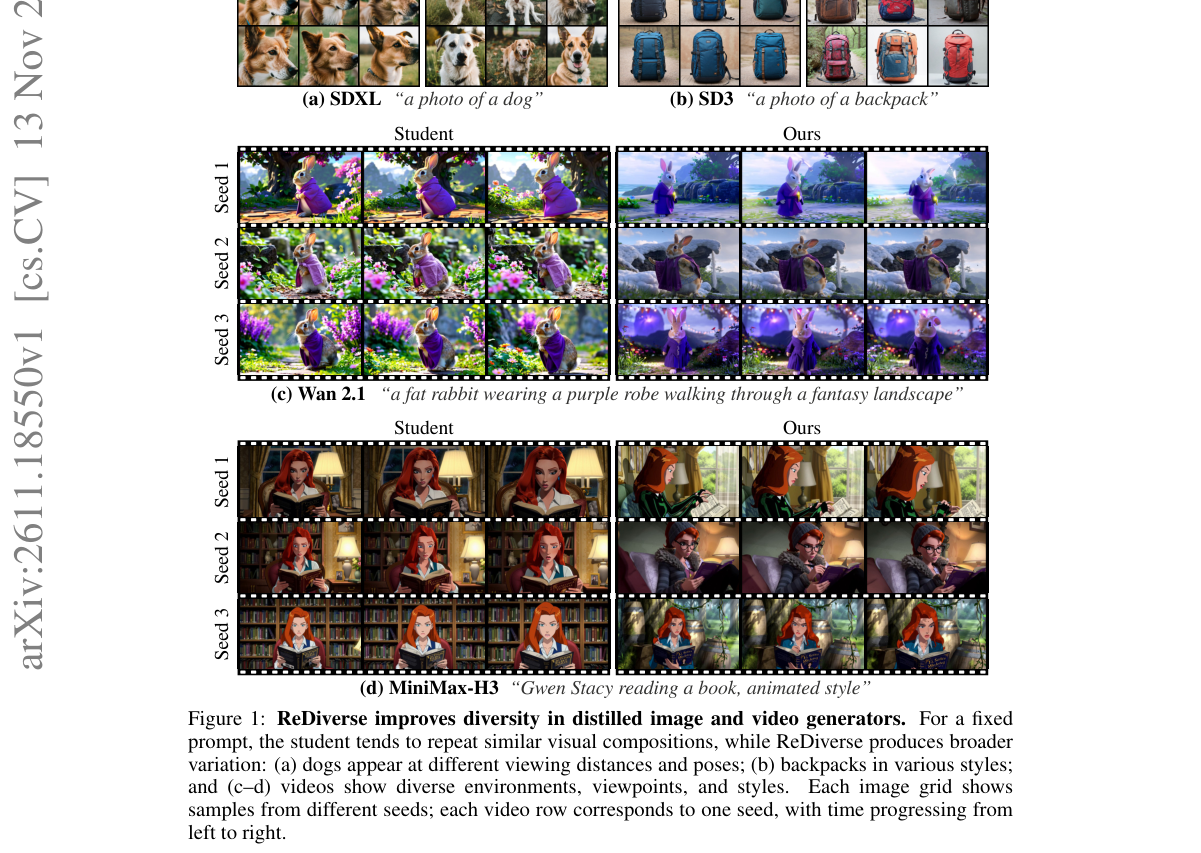 arXiv:2611.18550v1 [cs.CV] 13 Nov 2
(a) SDXL “a photo of a dog”
(b) SD3 “a photo of a backpack”
Student
Ours
Seed 1
Seed 2
Seed 3
(c) Wan 2.1 “a fat rabbit wearing a purple robe walking through a fantasy landscape”
Student
Ours
Seed 1
Seed 2
Seed 3
(d) MiniMax-H3 “Gwen Stacy reading a book, animated style”
Figure 1: ReDiverse improves diversity in distilled image and video generators. For a fixed
prompt, the student tends to repeat similar visual compositions, while ReDiverse produces broader
variation: (a) dogs appear at different viewing distances and poses; (b) backpacks in various styles;
and (c–d) videos show diverse environments, viewpoints, and styles. Each image grid shows
samples from different seeds; each video row corresponds to one seed, with time progressing from
left to right.